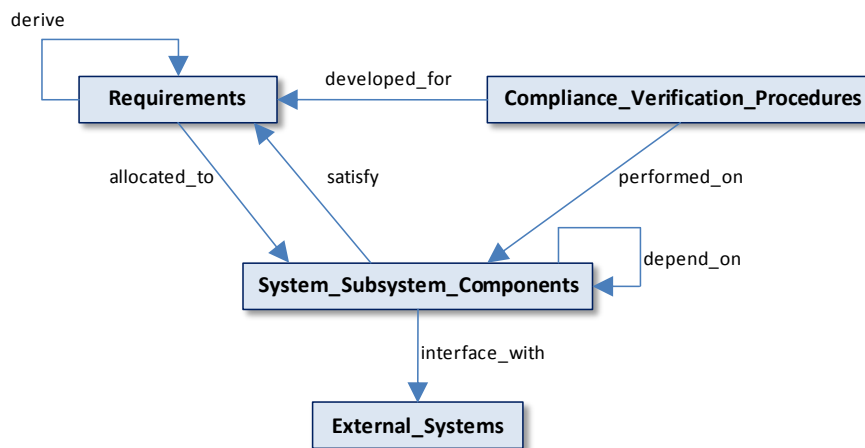 derive
developed_for
Requirements
Compliance_Verification_Procedures
allocated_to
satisfy
performed_on
depend_on
System_Subsystem_Components
interface_with
External_Systems